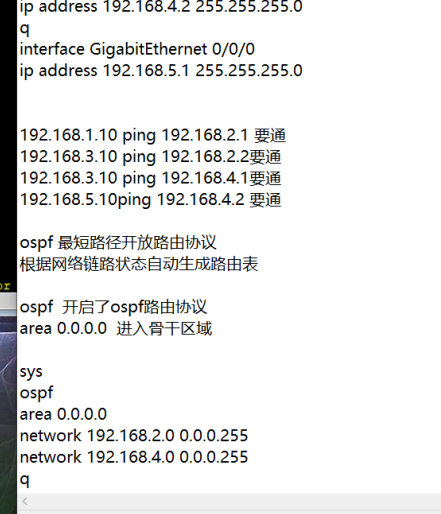 ip address 192.168.4.2 255.255.255.0
q
interface GigabitEthernet 0/0/0
ip address 192.168.5.1 255.255.255.0
192.168.1.10 ping 192.168.2.1 要通
192.168.3.10 ping 192.168.2.2要通
192.168.3.10 ping 192.168.4.1要通
192.168.5.10ping 192.168.4.2 要通
ospf 最短路径开放路由协议
根据网络链路状态自动生成路由表
ospf  开启了ospf路由协议
area 0.0.0.0  进入骨干区域
sys
ospf
area 0.0.0.0
network 192.168.2.0 0.0.0.255
network 192.168.4.0 0.0.0.255
q